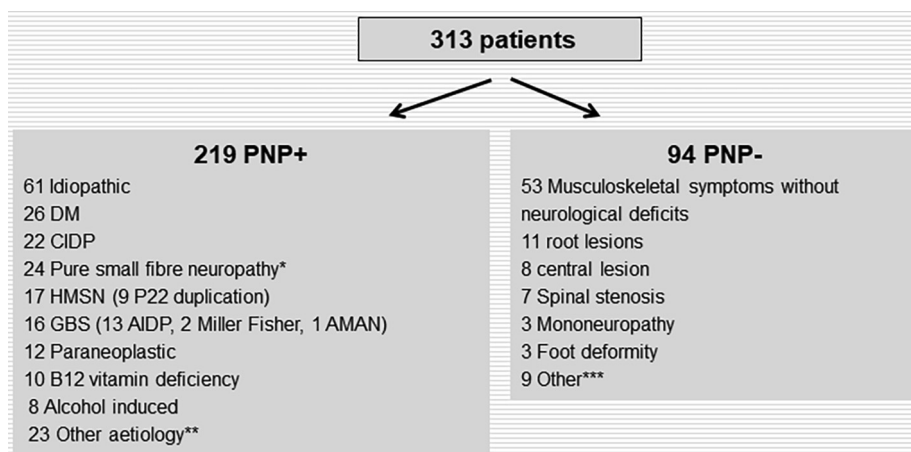 313 patients
219 PNP+
61 Idiopathic
26 DM
22 CIDP
24 Pure small fibre neuropathy*
17 HMSN (9 P22 duplication)
16 GBS (13 AIDP, 2 Miller Fisher, 1 AMAN)
12 Paraneoplastic
10 B12 vitamin deficiency
8 Alcohol induced
23 Other aetiology**
94 PNP-
53 Musculoskeletal symptoms without
neurological deficits
11 root lesions
8 central lesion
7 Spinal stenosis
3 Mononeuropathy
3 Foot deformity
9 Other***